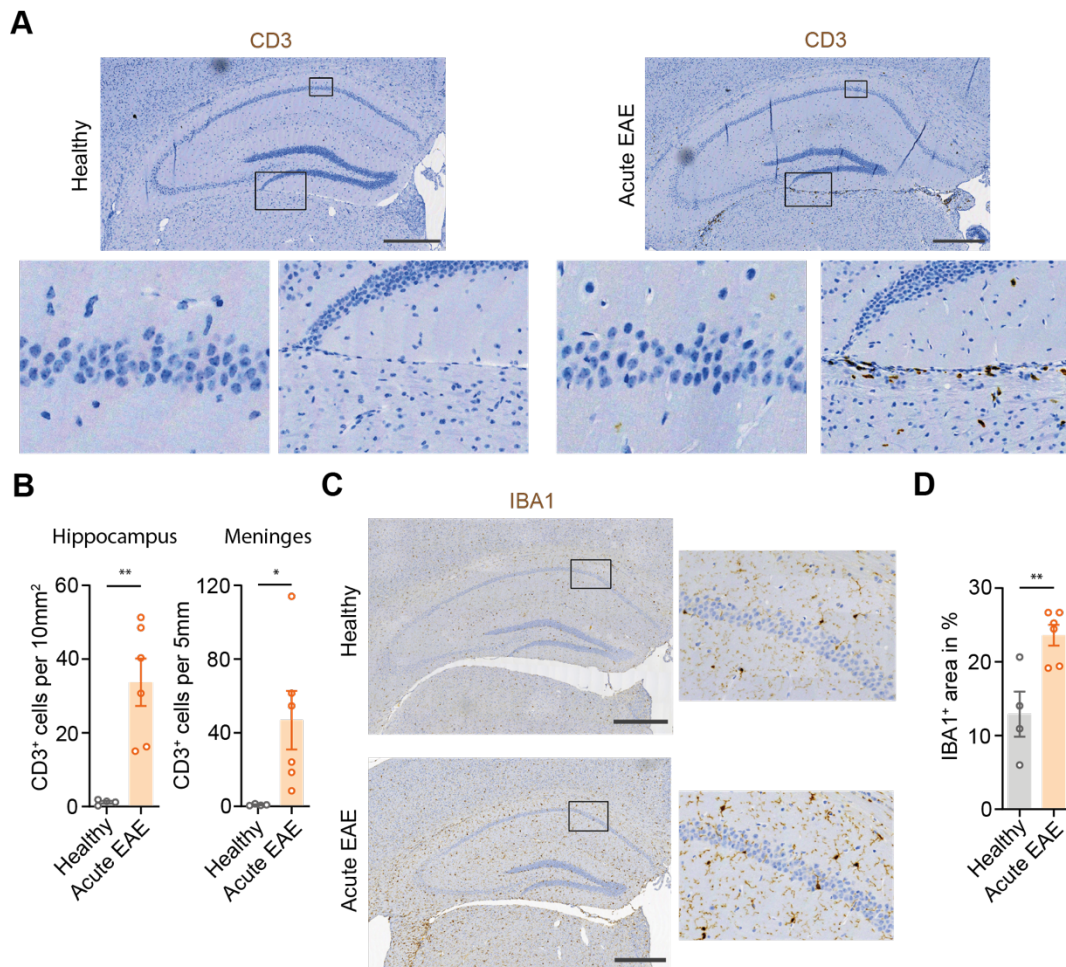 A
CD3
CD3
Healthy
Acute EAE
B
Hippocampus
Meninges
CD3⁺ cells per 10mm²
60
40
20
0
**
Healthy
Acute EAE
CD3⁺ cells per 5mm
120
80
40
0
*
Healthy
Acute EAE
C
IBA1
Healthy
Acute EAE
D
IBA1⁺ area in %
30
20
10
0
**
Healthy
Acute EAE